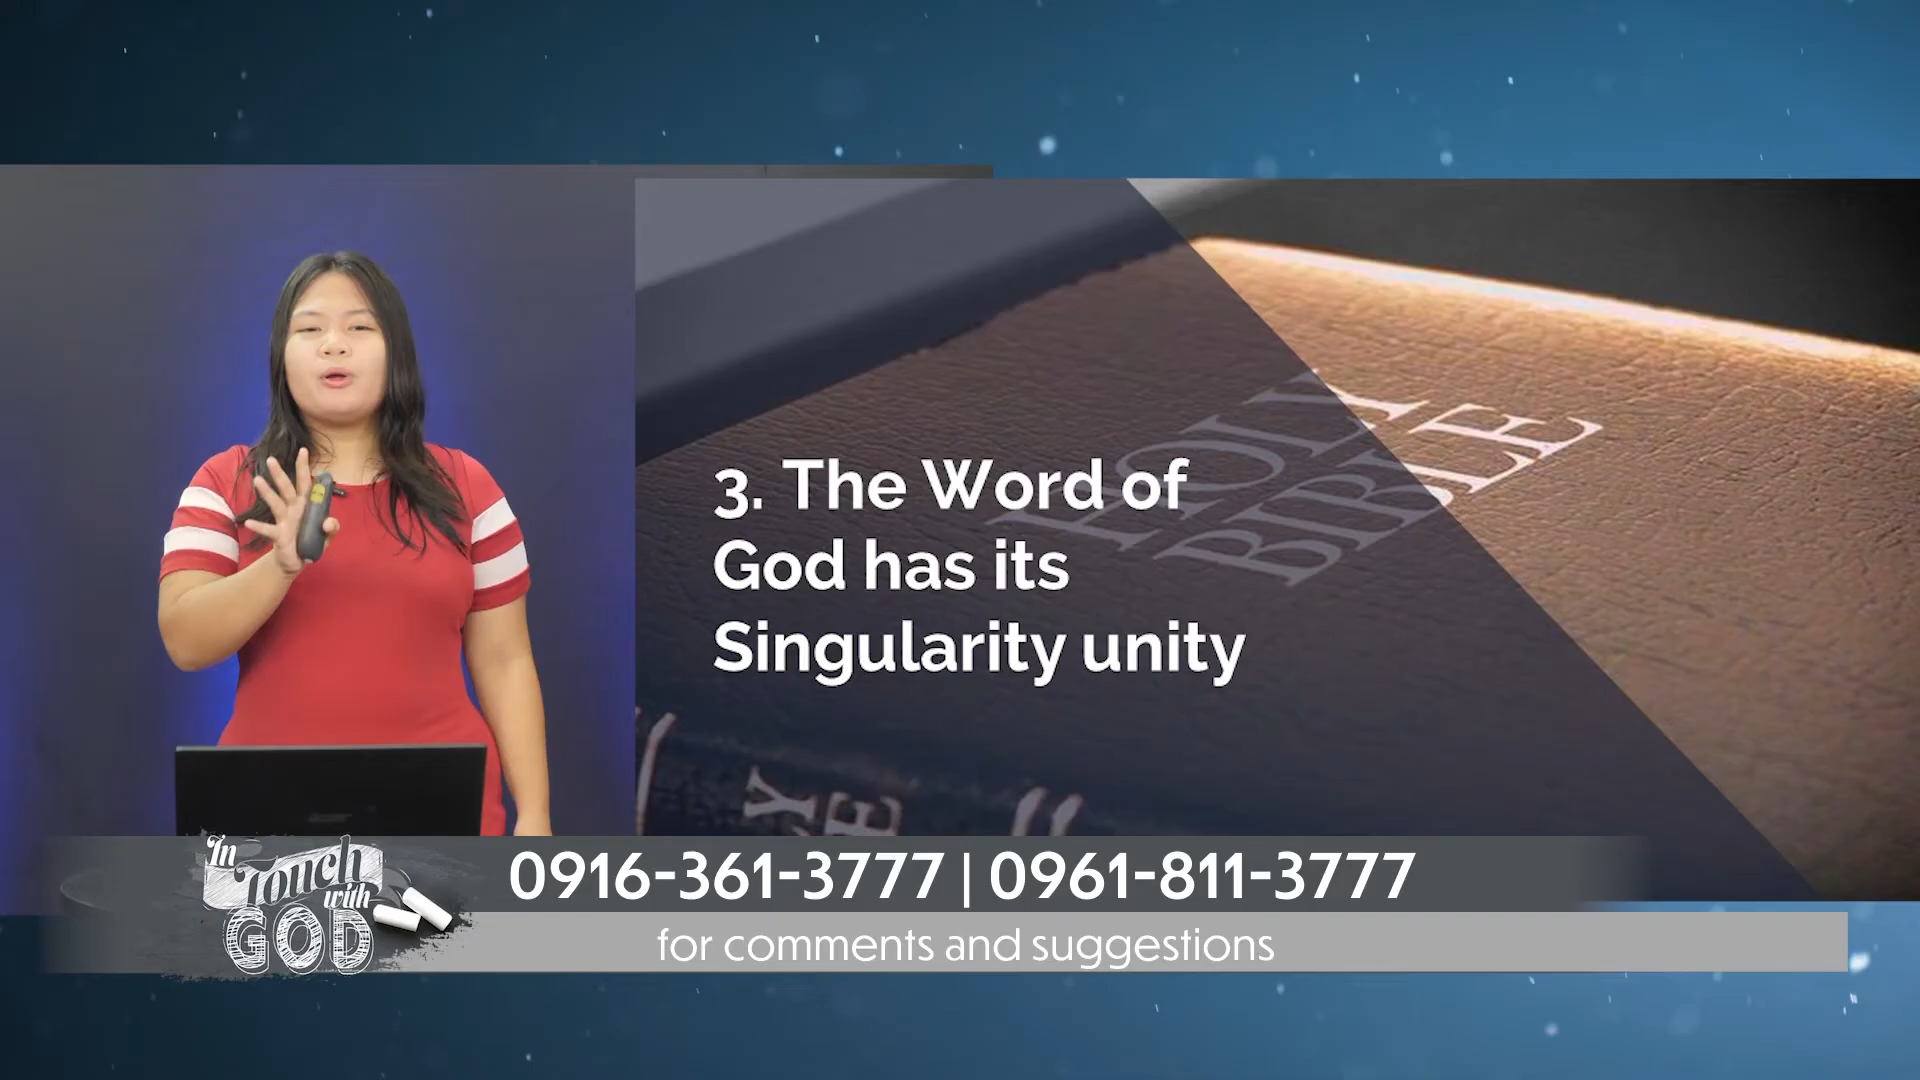 3. The Word of
God has its
Singularity unity
HOLY
BIBLE
In
Touch
with
GOD
0916-361-3777 | 0961-811-3777
for comments and suggestions